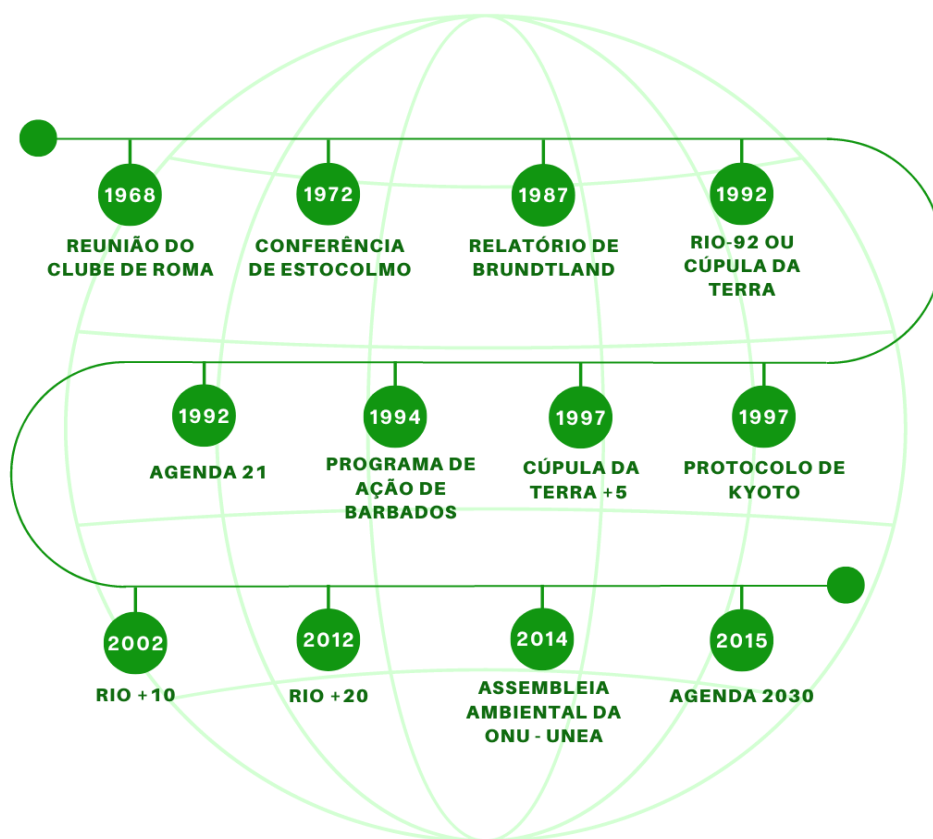 1968
REUNIÃO DO
CLUBE DE ROMA
1972
CONFERÊNCIA
DE ESTOCOLMO
1987
RELATÓRIO DE
BRUNDTLAND
1992
RIO-92 OU
CÚPULA DA
TERRA
1992
AGENDA 21
1994
PROGRAMA DE
AÇÃO DE
BARBADOS
1997
CÚPULA DA
TERRA +5
1997
PROTOCOLO DE
KYOTO
2002
RIO +10
2012
RIO +20
2014
ASSEMBLEIA
AMBIENTAL DA
ONU - UNEA
2015
AGENDA 2030